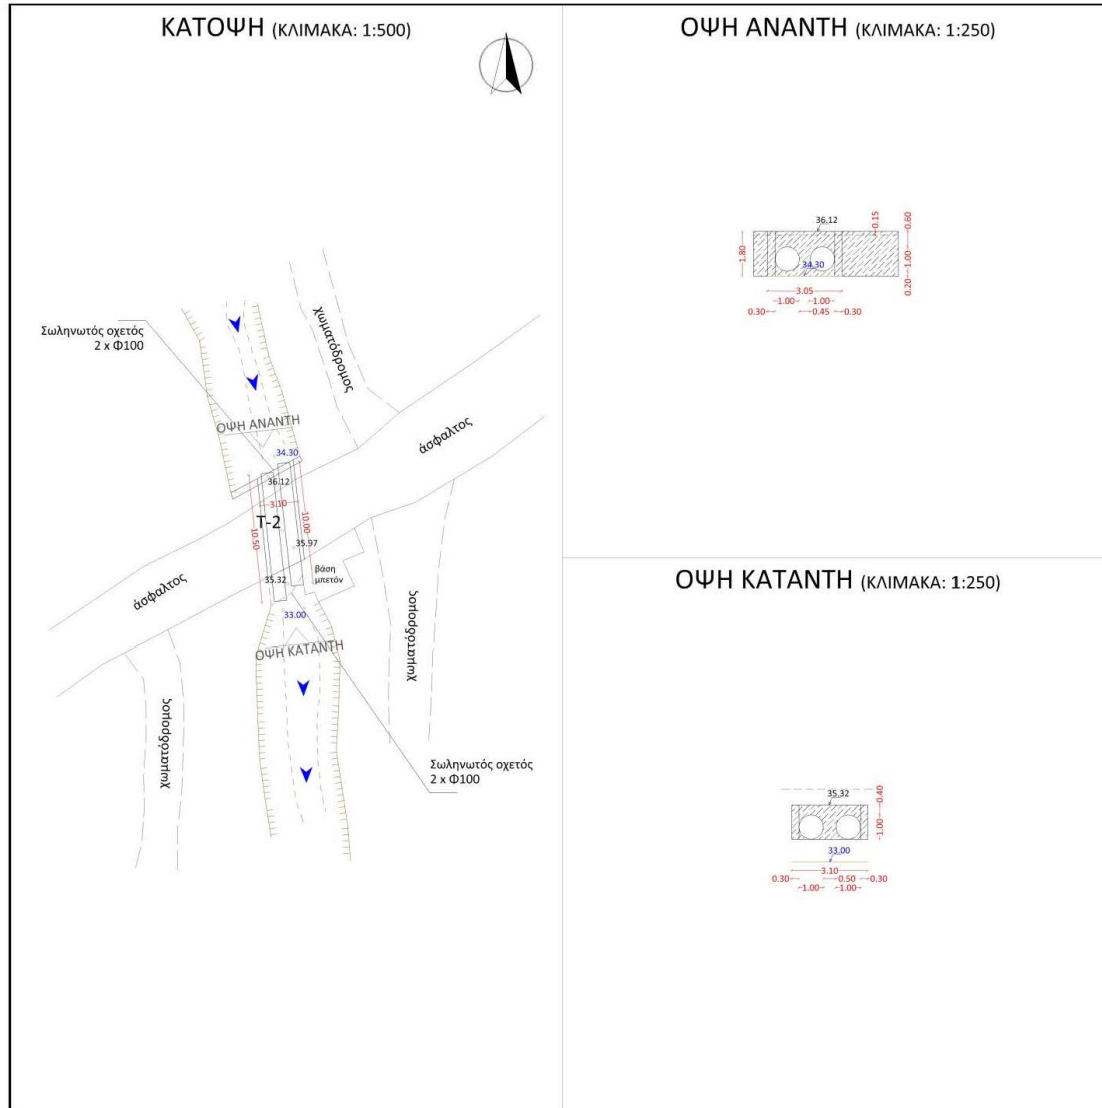 ΚΑΤΟΨΗ (ΚΛΙΜΑΚΑ: 1:500)
Σωληνωτός οχετός
2 x Φ100
χωματόδρομος
ΟΨΗ ΑΝΑΝΤΗ
άσφαλτος
34.30
36.12
3.10
T-2
10.50
10.00
35.97
35.32
βάση
μπετόν
άσφαλτος
33.00
ΟΨΗ ΚΑΤΑΝΤΗ
χωματόδρομος
χωματόδρομος
Σωληνωτός οχετός
2 x Φ100
ΟΨΗ ΑΝΑΝΤΗ (ΚΛΙΜΑΚΑ: 1:250)
36.12
0.15
0.60
1.80
34.30
1.00
0.20
3.05
1.00 1.00
0.30 0.45 0.30
ΟΨΗ ΚΑΤΑΝΤΗ (ΚΛΙΜΑΚΑ: 1:250)
35.32
0.40
1.00
33.00
3.10
0.30 0.50 0.30
1.00 1.00